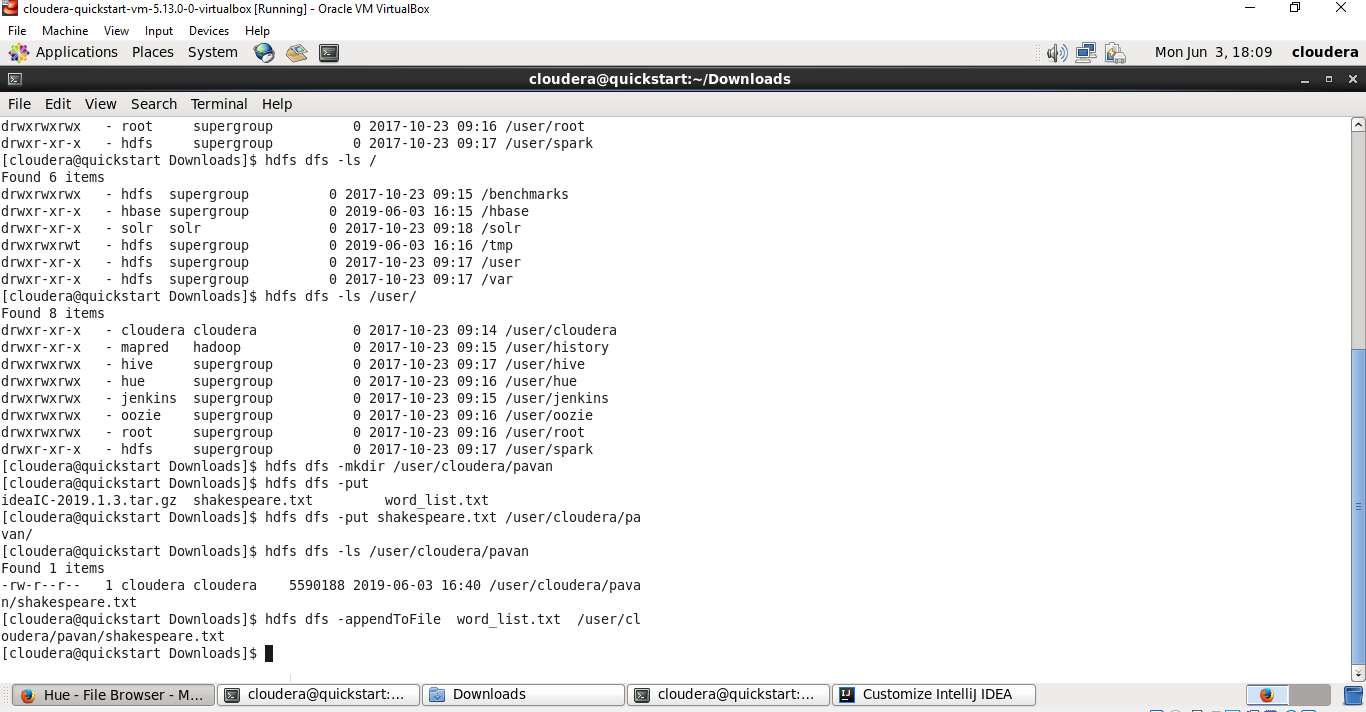 cloudera-quickstart-vm-5.13.0-0-virtualbox [Running] - Oracle VM VirtualBox
File Machine View Input Devices Help
Applications Places System Mon Jun 3, 18:09 cloudera
cloudera@quickstart:~/Downloads
File Edit View Search Terminal Help
drwxrwxrwx   - root     supergroup          0 2017-10-23 09:16 /user/root
drwxr-xr-x   - hdfs     supergroup          0 2017-10-23 09:17 /user/spark
[cloudera@quickstart Downloads]$ hdfs dfs -ls /
Found 6 items
drwxrwxrwx   - hdfs  supergroup          0 2017-10-23 09:15 /benchmarks
drwxr-xr-x   - hbase supergroup          0 2019-06-03 16:15 /hbase
drwxr-xr-x   - solr  solr                0 2017-10-23 09:18 /solr
drwxrwxrwt   - hdfs  supergroup          0 2019-06-03 16:16 /tmp
drwxr-xr-x   - hdfs  supergroup          0 2017-10-23 09:17 /user
drwxr-xr-x   - hdfs  supergroup          0 2017-10-23 09:17 /var
[cloudera@quickstart Downloads]$ hdfs dfs -ls /user/
Found 8 items
drwxr-xr-x   - cloudera cloudera            0 2017-10-23 09:14 /user/cloudera
drwxr-xr-x   - mapred   hadoop              0 2017-10-23 09:15 /user/history
drwxrwxrwx   - hive     supergroup          0 2017-10-23 09:17 /user/hive
drwxrwxrwx   - hue      supergroup          0 2017-10-23 09:16 /user/hue
drwxrwxrwx   - jenkins  supergroup          0 2017-10-23 09:15 /user/jenkins
drwxrwxrwx   - oozie    supergroup          0 2017-10-23 09:16 /user/oozie
drwxrwxrwx   - root     supergroup          0 2017-10-23 09:16 /user/root
drwxr-xr-x   - hdfs     supergroup          0 2017-10-23 09:17 /user/spark
[cloudera@quickstart Downloads]$ hdfs dfs -mkdir /user/cloudera/pavan
[cloudera@quickstart Downloads]$ hdfs dfs -put
ideaIC-2019.1.3.tar.gz  shakespeare.txt         word_list.txt
[cloudera@quickstart Downloads]$ hdfs dfs -put shakespeare.txt /user/cloudera/pa
van/
[cloudera@quickstart Downloads]$ hdfs dfs -ls /user/cloudera/pavan
Found 1 items
-rw-r--r--   1 cloudera cloudera    5590188 2019-06-03 16:40 /user/cloudera/pava
n/shakespeare.txt
[cloudera@quickstart Downloads]$ hdfs dfs -appendToFile  word_list.txt  /user/cl
oudera/pavan/shakespeare.txt
[cloudera@quickstart Downloads]$
Hue - File Browser - M... cloudera@quickstart:... Downloads cloudera@quickstart:... Customize IntelliJ IDEA